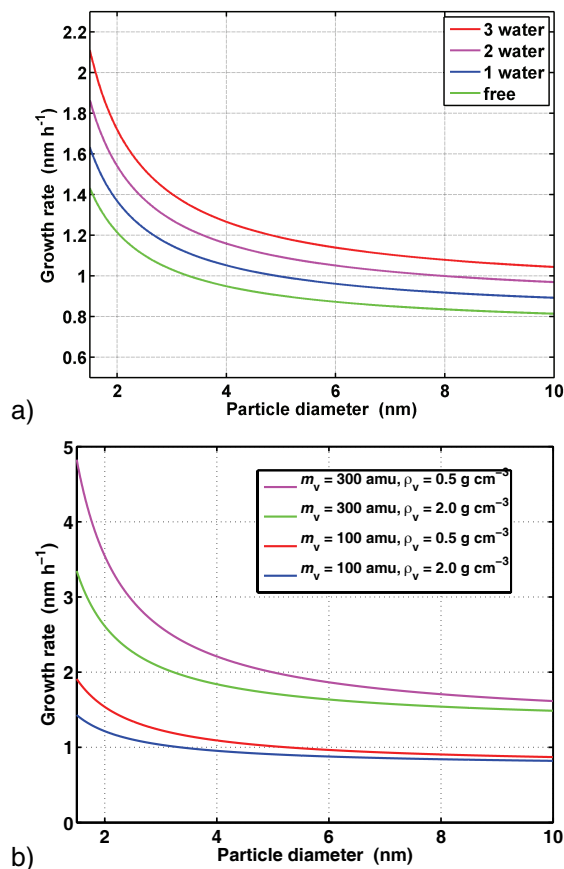 2.2
2
1.8
1.6
1.4
1.2
1
0.8
0.6
Growth rate (nm h⁻¹)
3 water
2 water
1 water
free
2 4 6 8 10
Particle diameter (nm)
a)
5
4
3
2
1
0
Growth rate (nm h⁻¹)
mᵥ = 300 amu, ρᵥ = 0.5 g cm⁻³
mᵥ = 300 amu, ρᵥ = 2.0 g cm⁻³
mᵥ = 100 amu, ρᵥ = 0.5 g cm⁻³
mᵥ = 100 amu, ρᵥ = 2.0 g cm⁻³
2 4 6 8 10
Particle diameter (nm)
b)